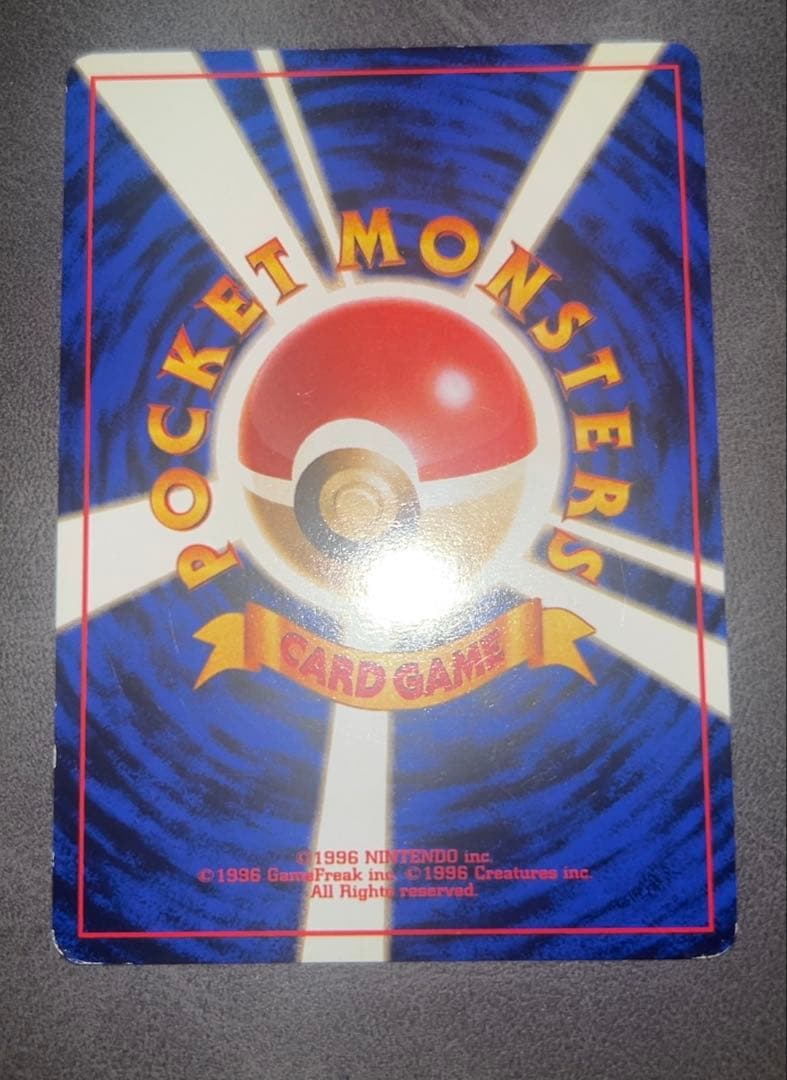 POCKET MONSTERS
CARD GAME
©1996 NINTENDO inc.
©1996 GameFreak inc. ©1996 Creatures inc.
All Rights reserved.